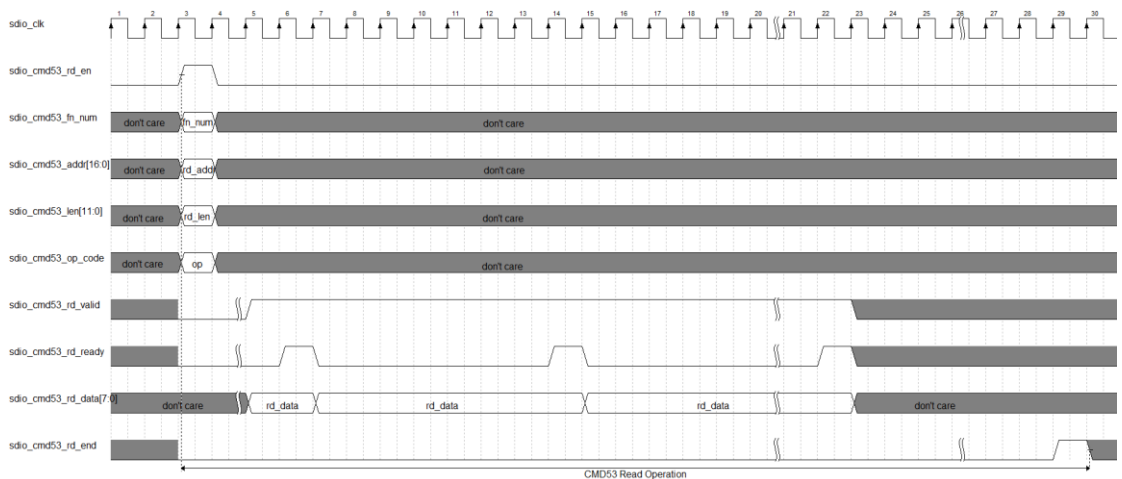 1 2 3 4 5 6 7 8 9 10 11 12 13 14 15 16 17 18 19 20 21 22 23 24 25 26 27 28 29 30
sdio_clk
sdio_cmd53_rd_en
sdio_cmd53_fn_num don't care fn_num don't care
sdio_cmd53_addr[16:0] don't care rd_add don't care
sdio_cmd53_len[11:0] don't care rd_len don't care
sdio_cmd53_op_code don't care op don't care
sdio_cmd53_rd_valid
sdio_cmd53_rd_ready
sdio_cmd53_rd_data[7:0] don't care rd_data rd_data rd_data don't care
sdio_cmd53_rd_end
CMD53 Read Operation